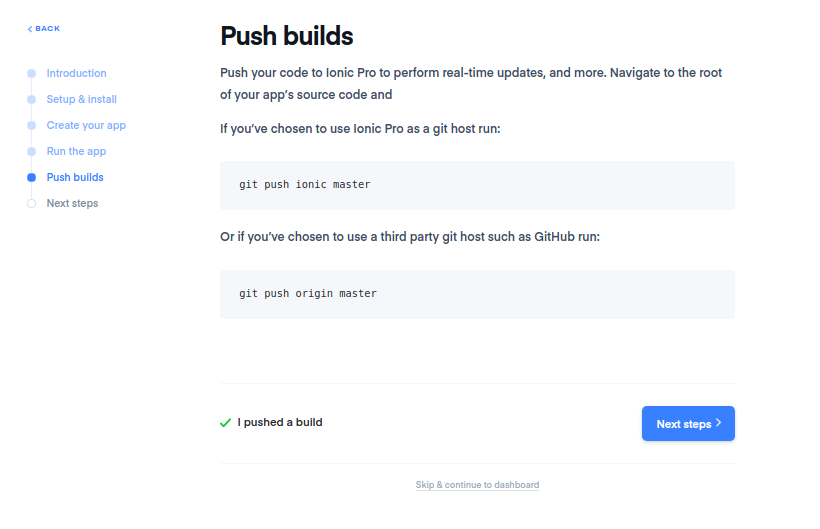 BACK
Introduction
Setup & install
Create your app
Run the app
Push builds
Next steps
Push builds
Push your code to Ionic Pro to perform real-time updates, and more. Navigate to the root
of your app’s source code and
If you’ve chosen to use Ionic Pro as a git host run:
git push ionic master
Or if you’ve chosen to use a third party git host such as GitHub run:
git push origin master
I pushed a build
Next steps
Skip & continue to dashboard